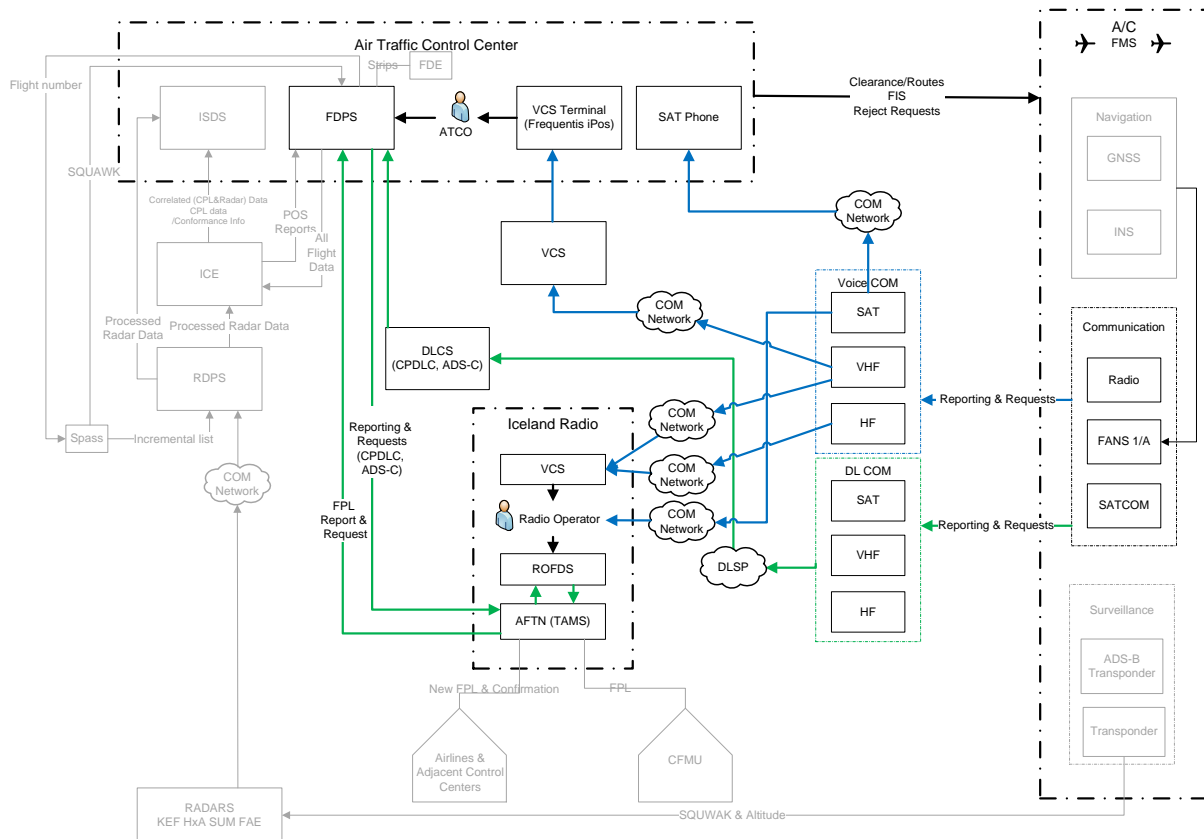 Air Traffic Control Center
Flight number
Strips
FDE
ISDS
FDPS
ATCO
VCS Terminal
(Frequentis iPos)
SAT Phone
Clearance/Routes
FIS
Reject Requests
A/C
FMS
Navigation
GNSS
INS
SQUAWK
Correlated (CPL&Radar) Data
CPL data
/Conformance Info
POS
Reports
All
Flight
Data
ICE
VCS
COM
Network
COM
Network
Voice COM
SAT
VHF
HF
Processed
Radar Data
Processed Radar Data
RDPS
DLCS
(CPDLC, ADS-C)
Communication
Radio
FANS 1/A
SATCOM
Reporting & Requests
Spass
Incremental list
COM
Network
Reporting &
Requests
(CPDLC,
ADS-C)
FPL
Report &
Request
Iceland Radio
VCS
Radio Operator
ROFDS
AFTN (TAMS)
COM
Network
COM
Network
COM
Network
DLSP
DL COM
SAT
VHF
HF
Reporting & Requests
Surveillance
ADS-B
Transponder
Transponder
New FPL & Confirmation
FPL
Airlines &
Adjacent Control
Centers
CFMU
RADARS
KEF HxA SUM FAE
SQUWAK & Altitude